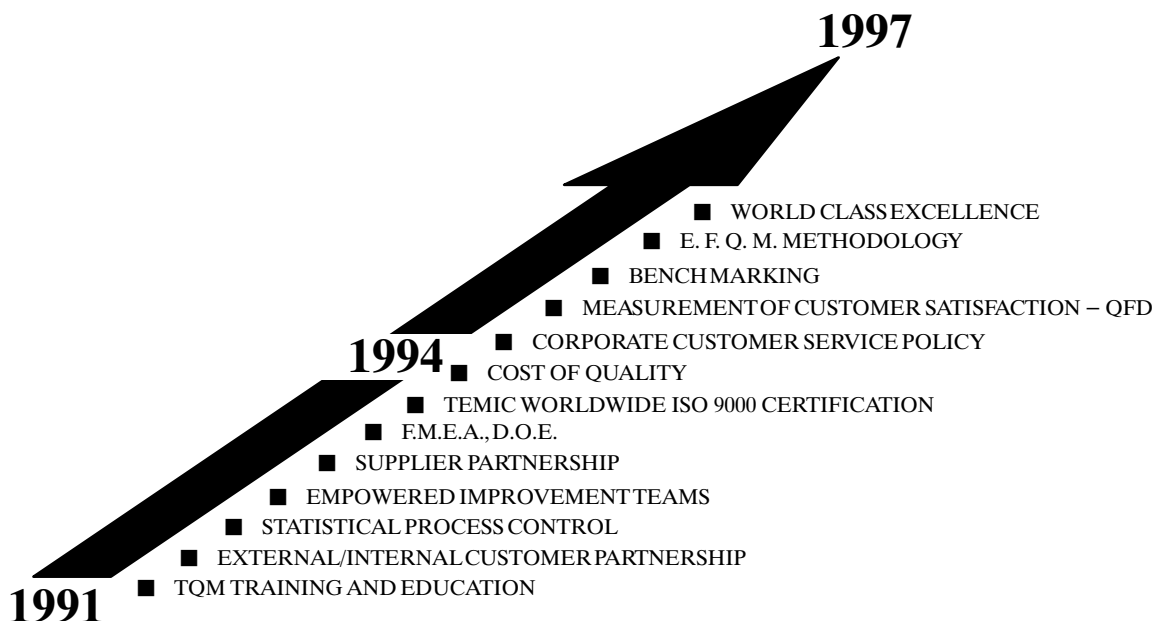 1997
■ WORLD CLASS EXCELLENCE
■ E. F. Q. M. METHODOLOGY
■ BENCHMARKING
■ MEASUREMENT OF CUSTOMER SATISFACTION – QFD
■ CORPORATE CUSTOMER SERVICE POLICY
1994
■ COST OF QUALITY
■ TEMIC WORLDWIDE ISO 9000 CERTIFICATION
■ F.M.E.A., D.O.E.
■ SUPPLIER PARTNERSHIP
■ EMPOWERED IMPROVEMENT TEAMS
■ STATISTICAL PROCESS CONTROL
■ EXTERNAL/INTERNAL CUSTOMER PARTNERSHIP
■ TQM TRAINING AND EDUCATION
1991